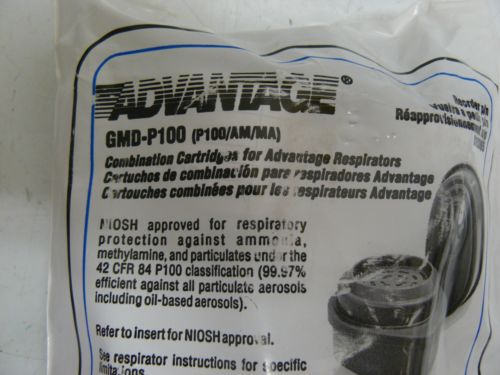 ADVANTAGE®
GMD-P100 (P100/AM/MA)
Combination Cartridges for Advantage Respirators
Cartuchos de combinación para respiradores Advantage
Cartouches combinées pour les respirateurs Advantage
NIOSH approved for respiratory
protection against ammonia,
methylamine, and particulates under the
42 CFR 84 P100 classification (99.97%
efficient against all particulate aerosols
including oil-based aerosols).
Refer to insert for NIOSH approval.
See respirator instructions for specific
limitations.
Reorder p/n
Réapprovisionnement